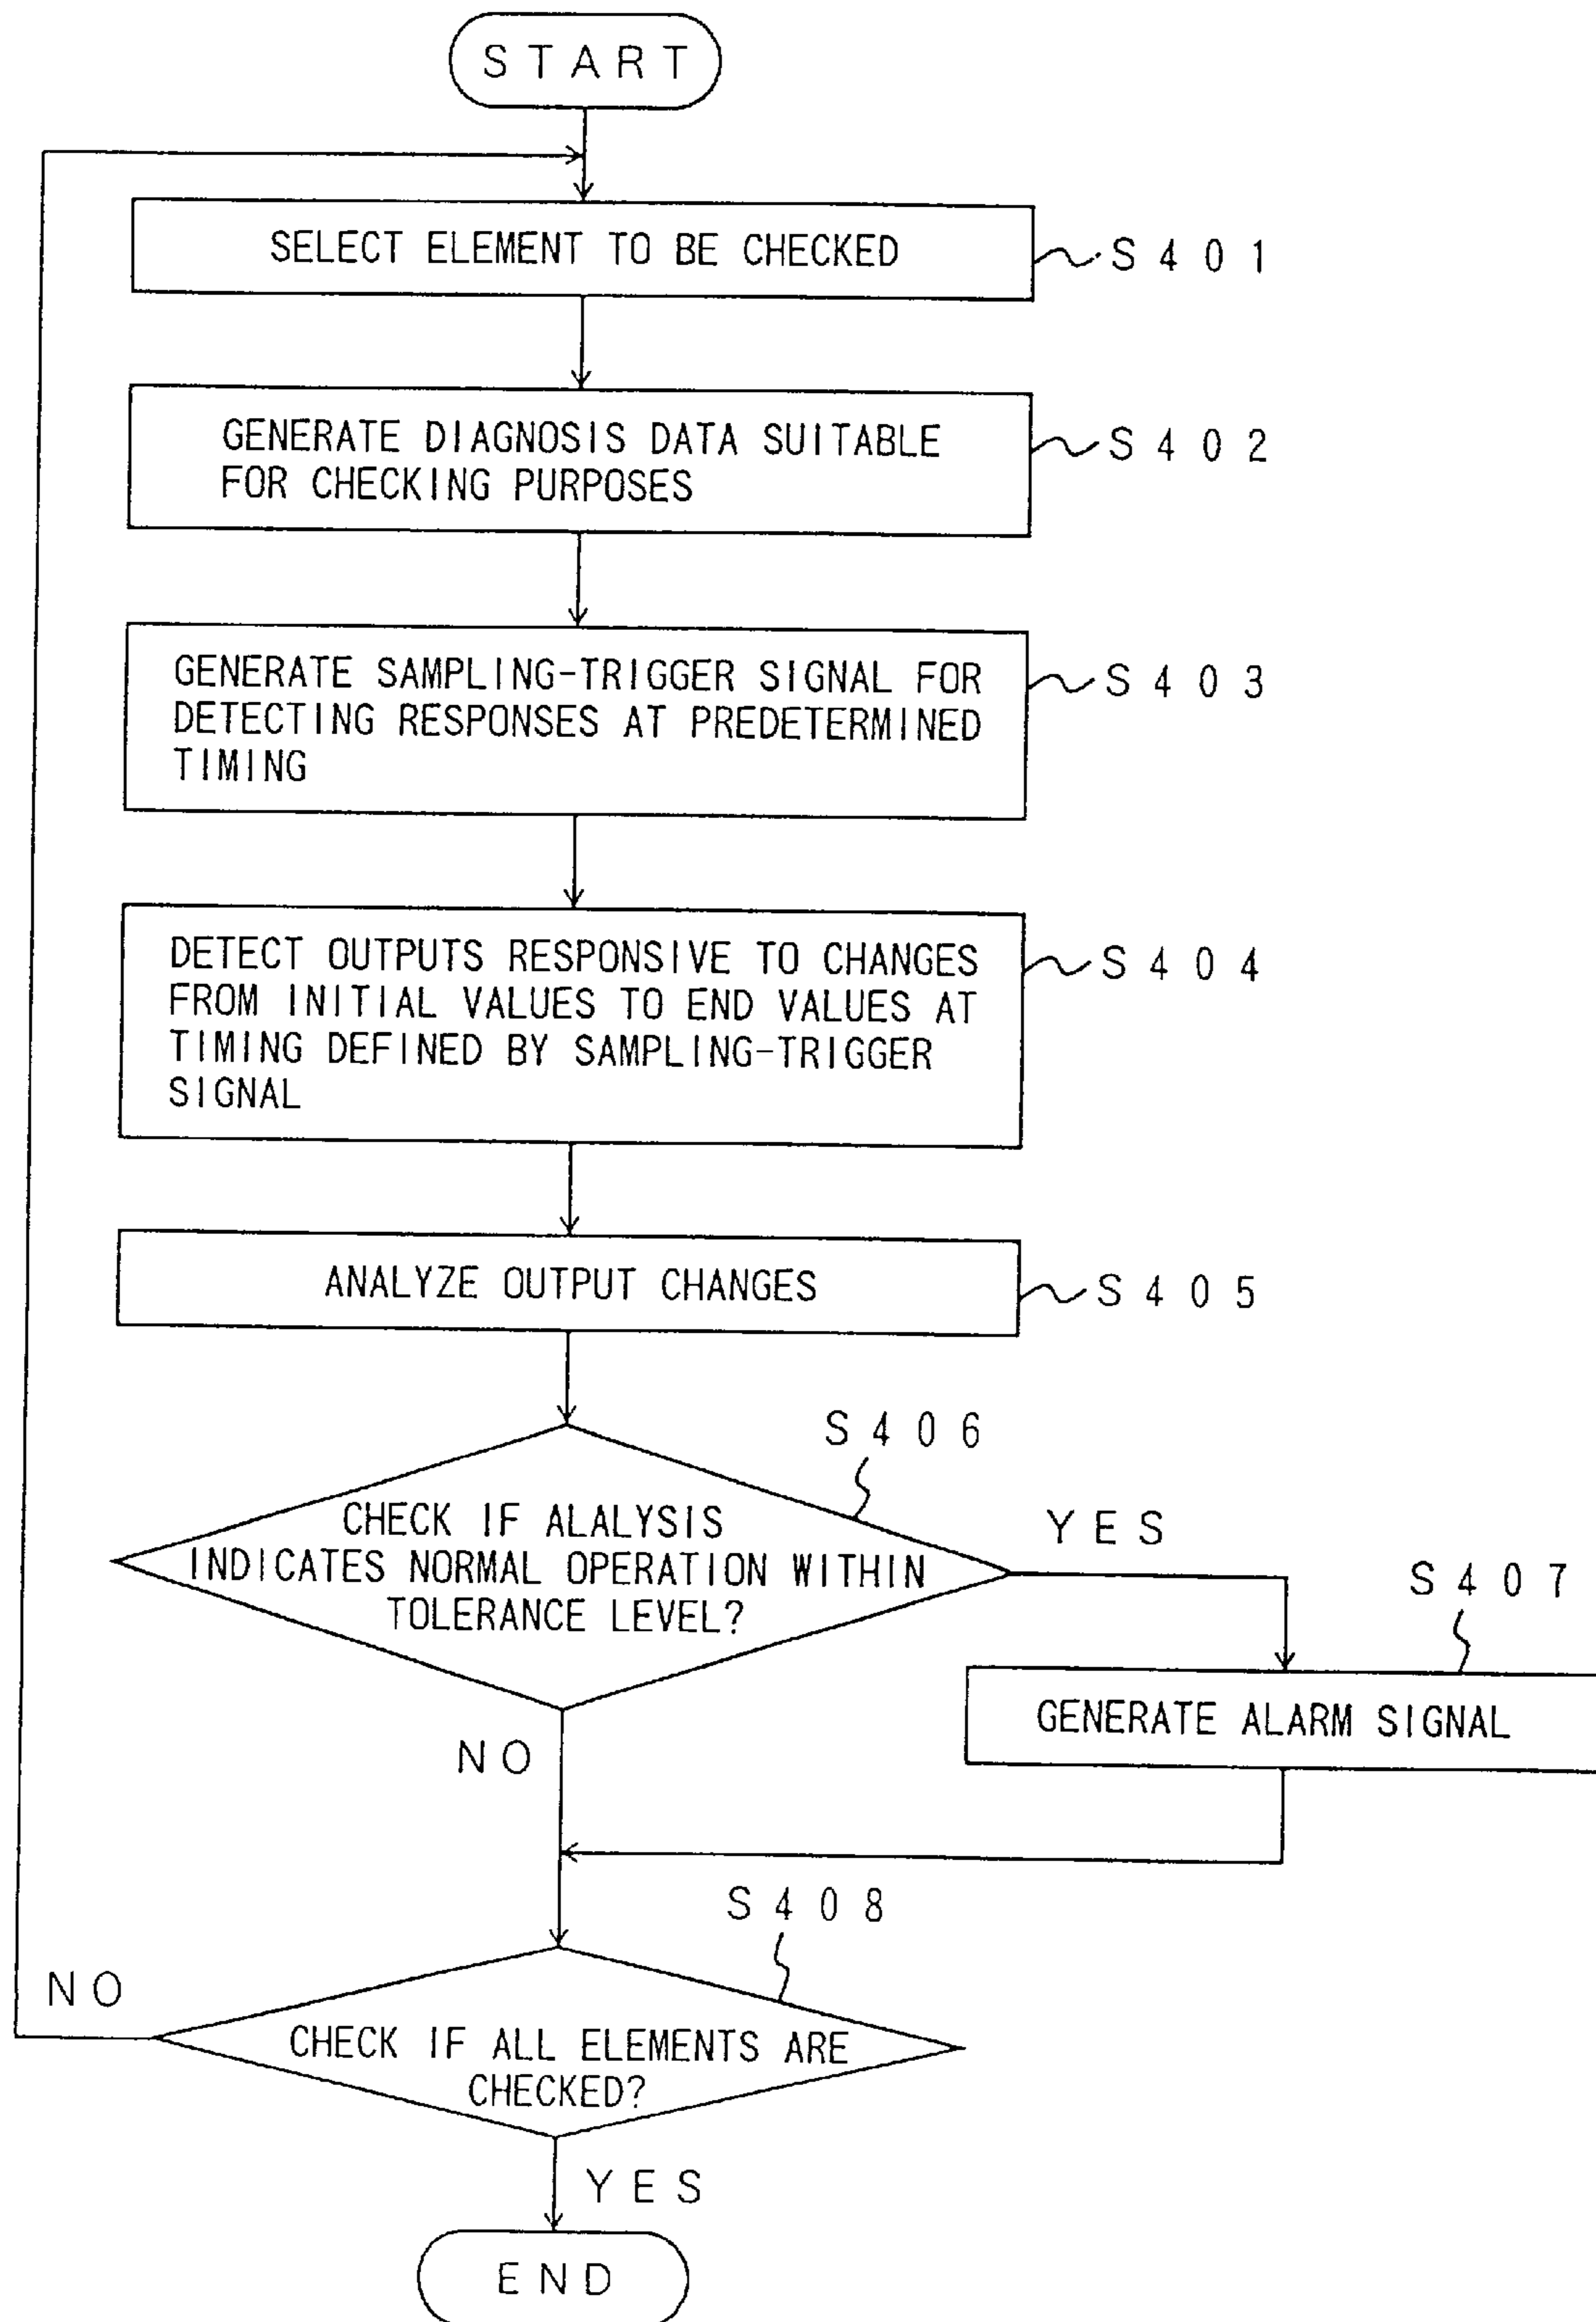 START
SELECT ELEMENT TO BE CHECKED
S401
GENERATE DIAGNOSIS DATA SUITABLE
FOR CHECKING PURPOSES
S402
GENERATE SAMPLING-TRIGGER SIGNAL FOR
DETECTING RESPONSES AT PREDETERMINED
TIMING
S403
DETECT OUTPUTS RESPONSIVE TO CHANGES
FROM INITIAL VALUES TO END VALUES AT
TIMING DEFINED BY SAMPLING-TRIGGER
SIGNAL
S404
ANALYZE OUTPUT CHANGES
S405
S406
CHECK IF ALALYSIS
INDICATES NORMAL OPERATION WITHIN
TOLERANCE LEVEL?
YES
S407
GENERATE ALARM SIGNAL
NO
S408
NO
CHECK IF ALL ELEMENTS ARE
CHECKED?
YES
END